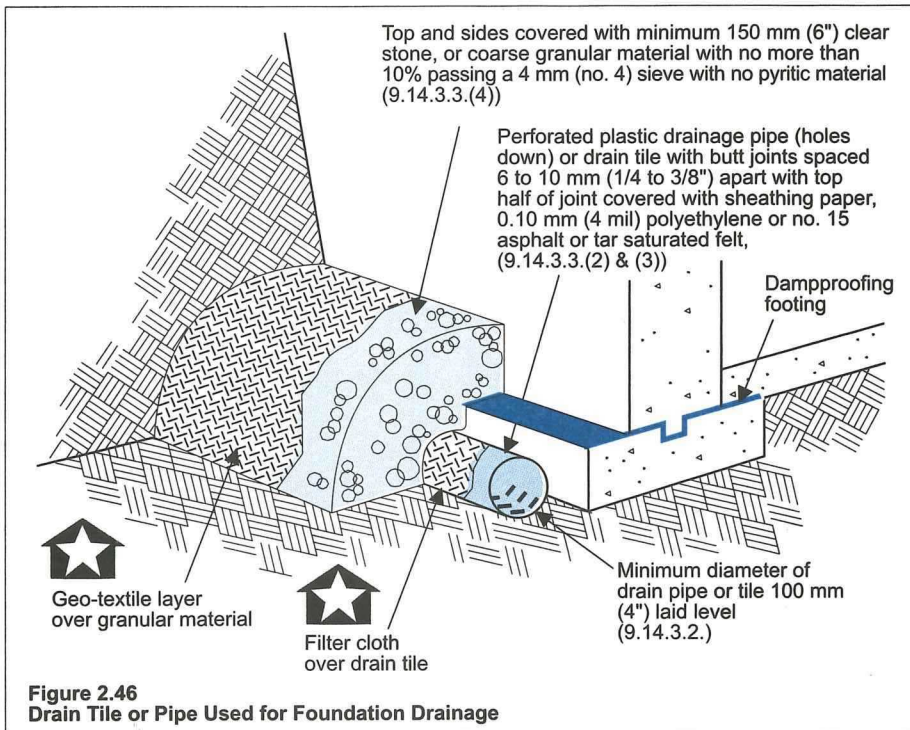 Top and sides covered with minimum 150 mm (6") clear
stone, or coarse granular material with no more than
10% passing a 4 mm (no. 4) sieve with no pyritic material
(9.14.3.3.(4))
Perforated plastic drainage pipe (holes
down) or drain tile with butt joints spaced
6 to 10 mm (1/4 to 3/8") apart with top
half of joint covered with sheathing paper,
0.10 mm (4 mil) polyethylene or no. 15
asphalt or tar saturated felt,
(9.14.3.3.(2) & (3))
Dampproofing
footing
Geo-textile layer
over granular material
Filter cloth
over drain tile
Minimum diameter of
drain pipe or tile 100 mm
(4") laid level
(9.14.3.2.)
Figure 2.46
Drain Tile or Pipe Used for Foundation Drainage